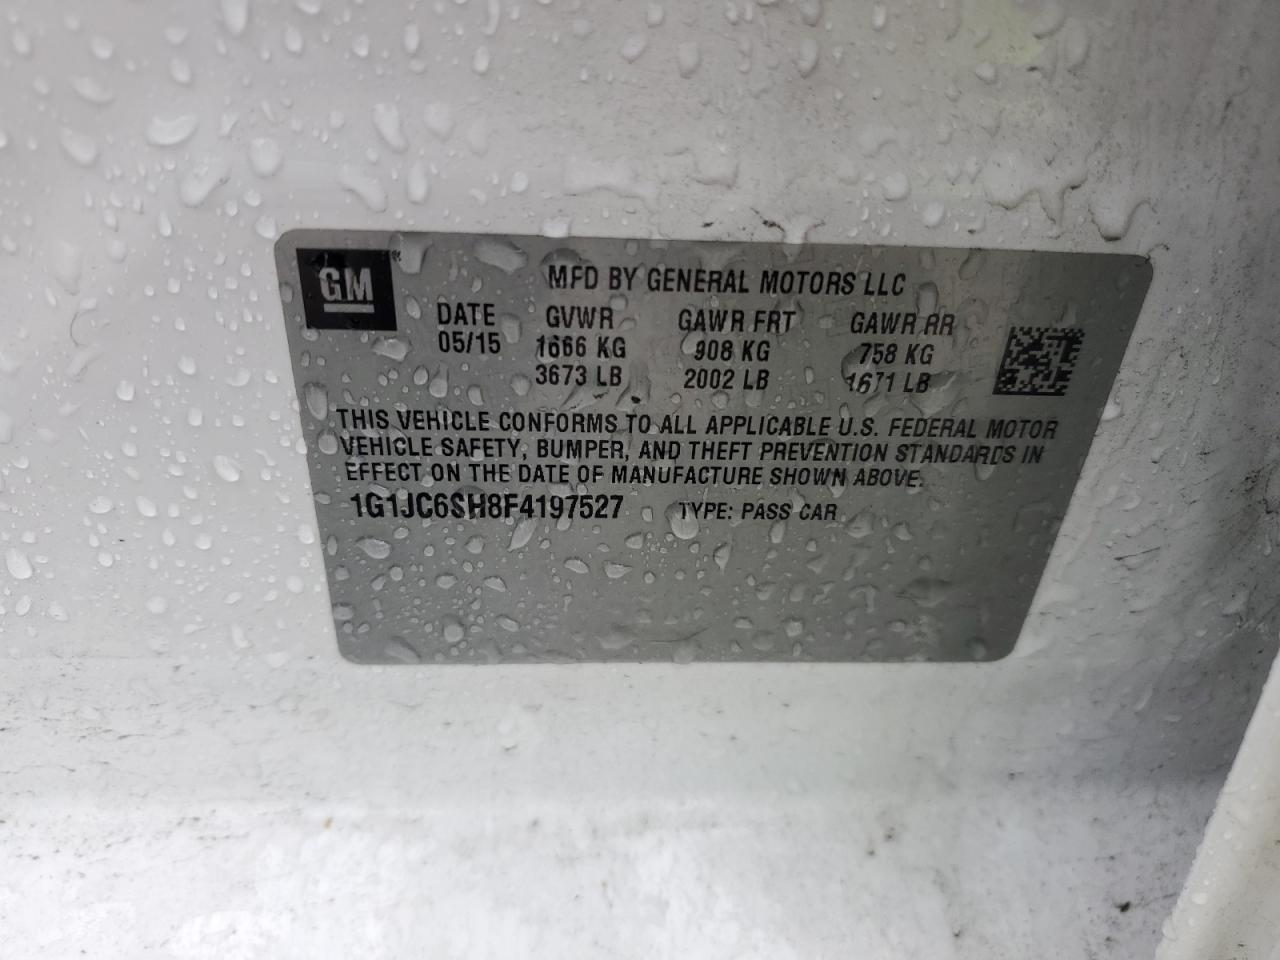 GM
MFD BY GENERAL MOTORS LLC
DATE GVWR GAWR FRT GAWR RR
05/15 1666 KG 908 KG 758 KG
3673 LB 2002 LB 1671 LB
THIS VEHICLE CONFORMS TO ALL APPLICABLE U.S. FEDERAL MOTOR
VEHICLE SAFETY, BUMPER, AND THEFT PREVENTION STANDARDS IN
EFFECT ON THE DATE OF MANUFACTURE SHOWN ABOVE.
1G1JC6SH8F4197527 TYPE: PASS CAR